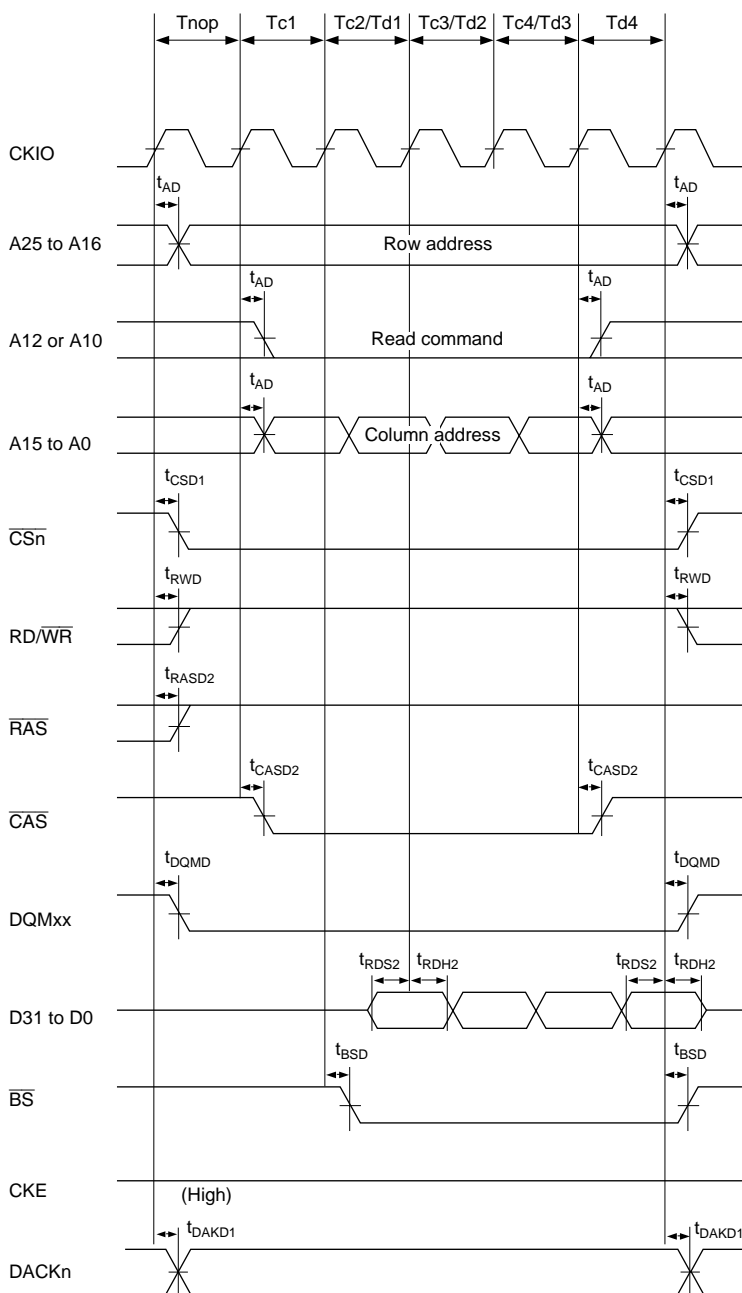 Tnop Tc1 Tc2/Td1 Tc3/Td2 Tc4/Td3 Td4
CKIO
tAD tAD
A25 to A16 Row address
tAD tAD
A12 or A10 Read command
tAD tAD
A15 to A0 Column address
tCSD1 tCSD1
CSn
tRWD tRWD
RD/WR
tRASD2
RAS
tCASD2 tCASD2
CAS
tDQMD tDQMD
DQMxx
tRDS2 tRDH2 tRDS2 tRDH2
D31 to D0
tBSD tBSD
BS
CKE (High)
tDAKD1 tDAKD1
DACKn